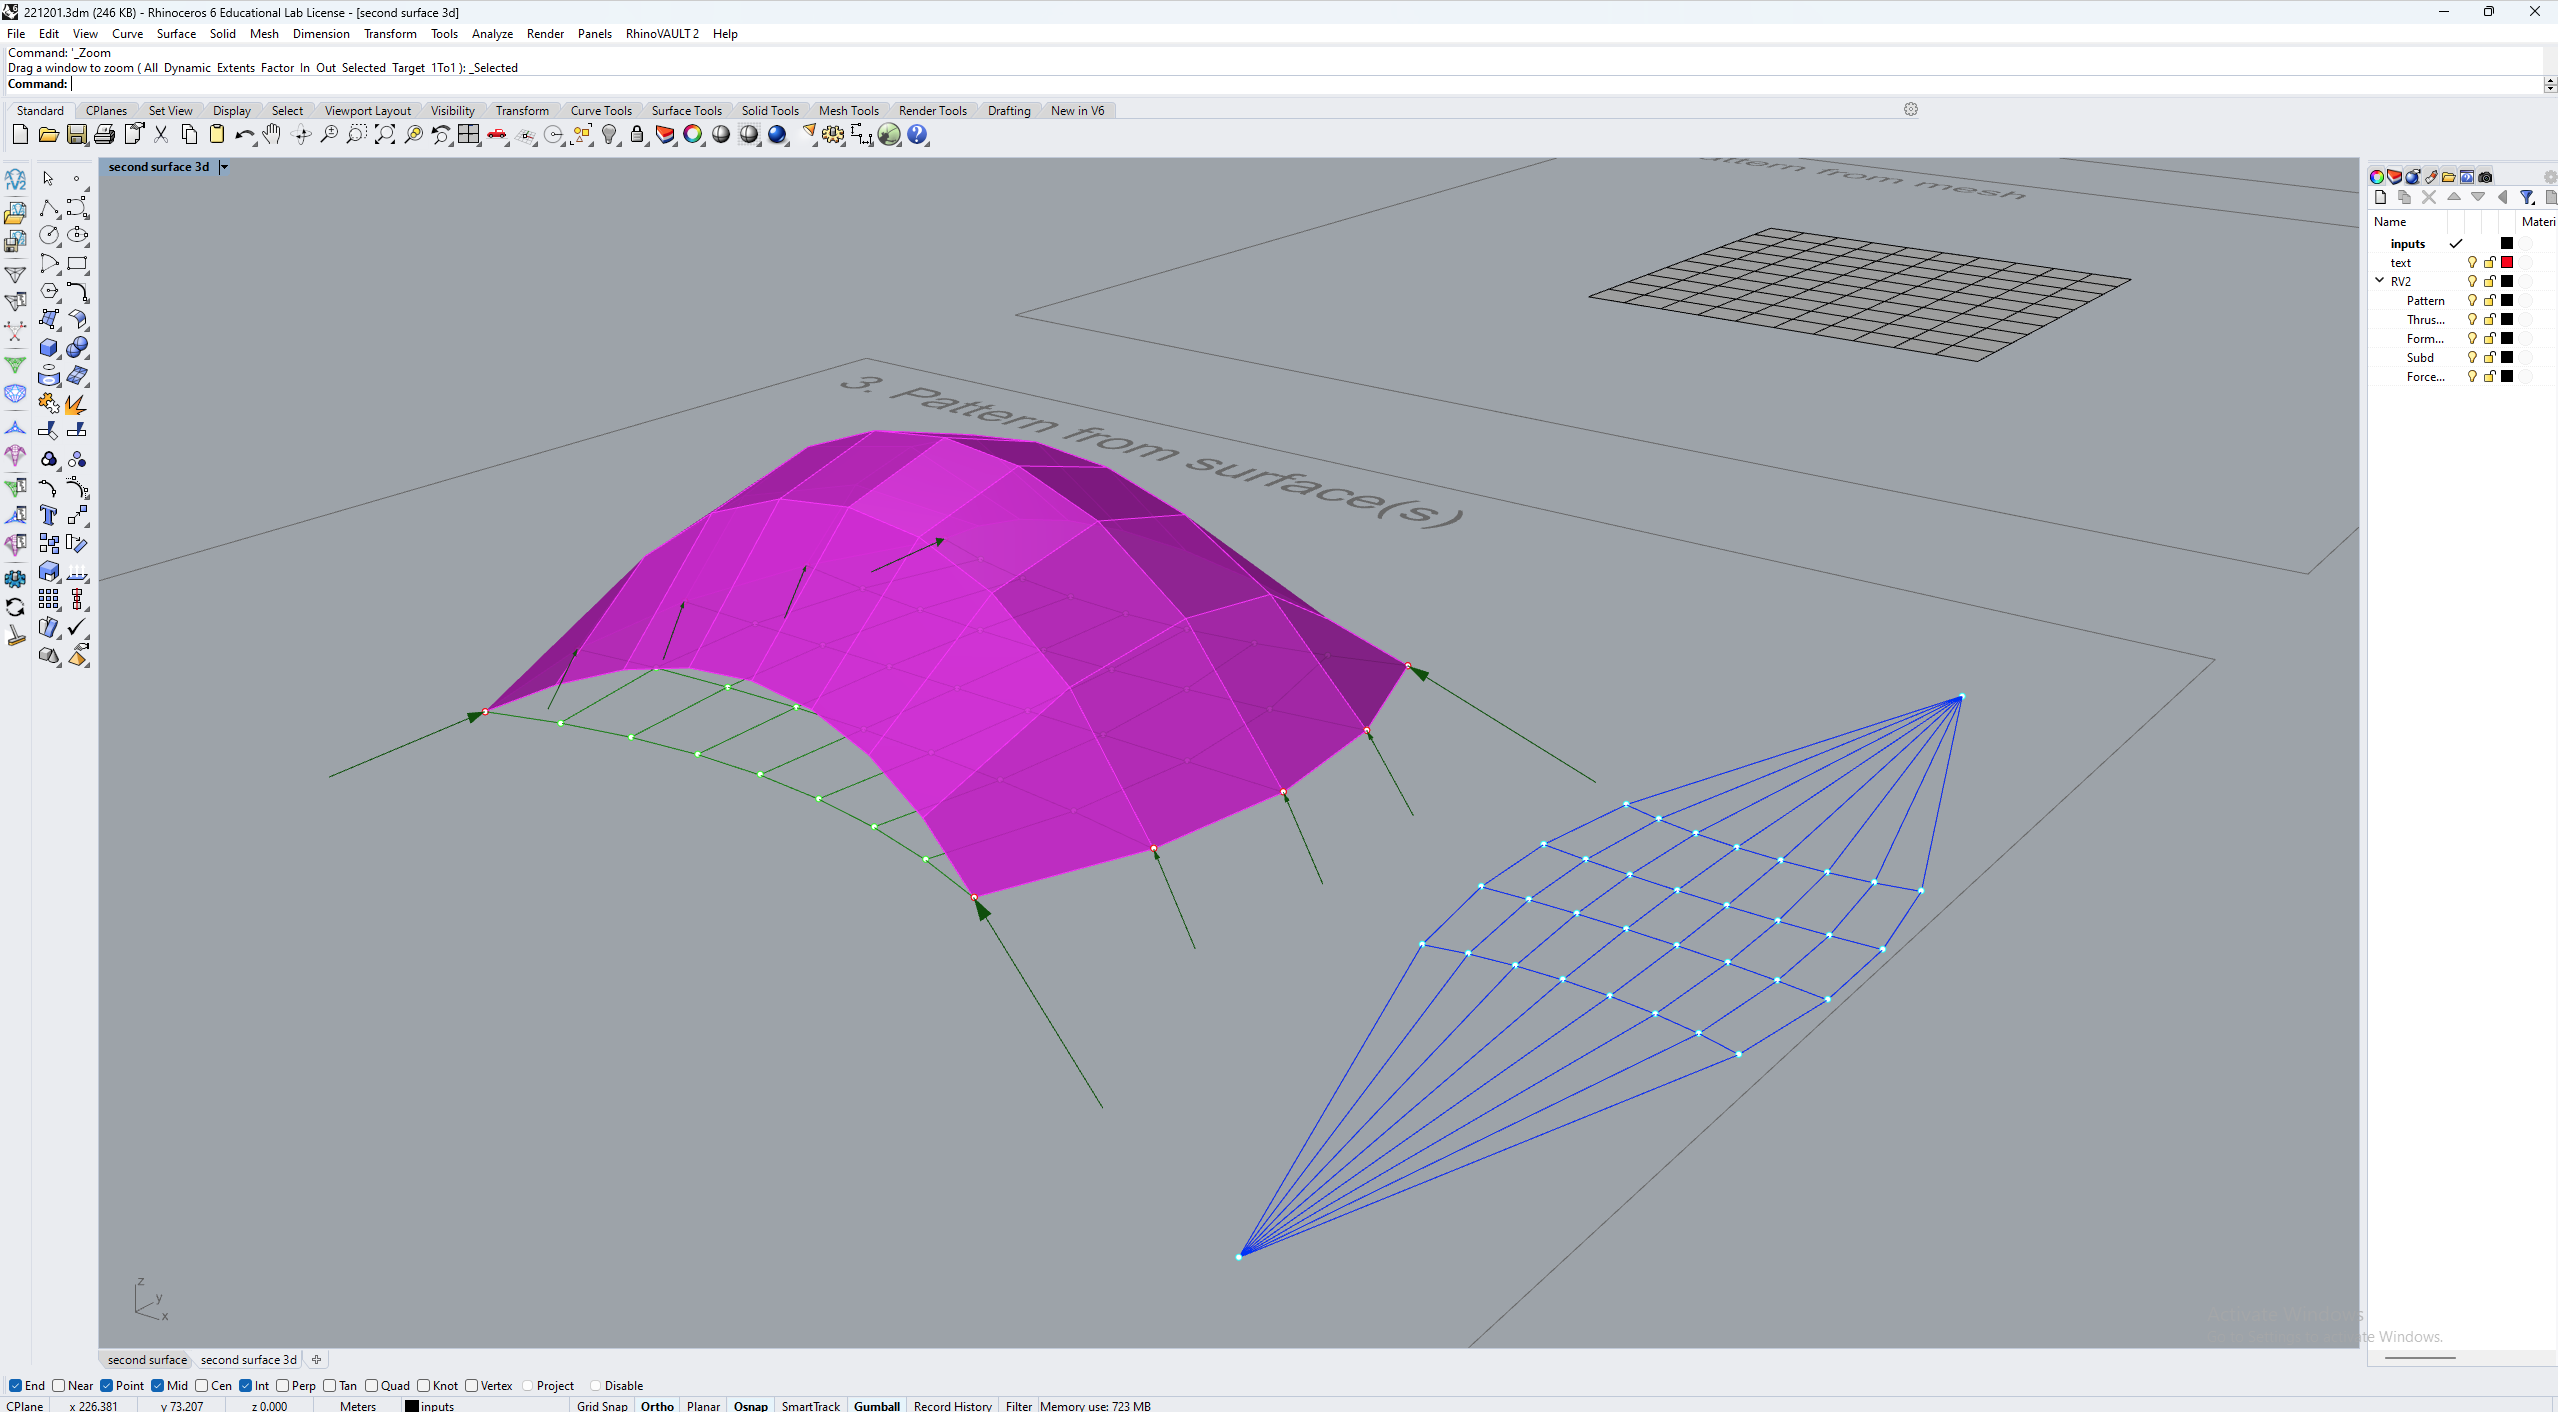 221201.3dm (246 KB) - Rhinoceros 6 Educational Lab License - [second surface 3d]
File Edit View Curve Surface Solid Mesh Dimension Transform Tools Analyze Render Panels RhinoVAULT2 Help
Command: '_Zoom
Drag a window to zoom ( All Dynamic Extents Factor In Out Selected Target 1To1 ): _Selected
Command:
Standard CPlanes Set View Display Select Viewport Layout Visibility Transform Curve Tools Surface Tools Solid Tools Mesh Tools Render Tools Drafting New in V6
second surface 3d
from mesh
rV2
Name Materi
inputs
text
RV2
Pattern
Thrus...
Form...
Subd
Force...
3. Pattern from surface(s)
z
y
x
Activate Windows
te Windows.
second surface second surface 3d
End Near Point Mid Cen Int Perp Tan Quad Knot Vertex Project Disable
CPlane x 226.381 y 73.207 z 0.000 Meters inputs Grid Snap Ortho Planar Osnap SmartTrack Gumball Record History Filter Memory use: 723 MB